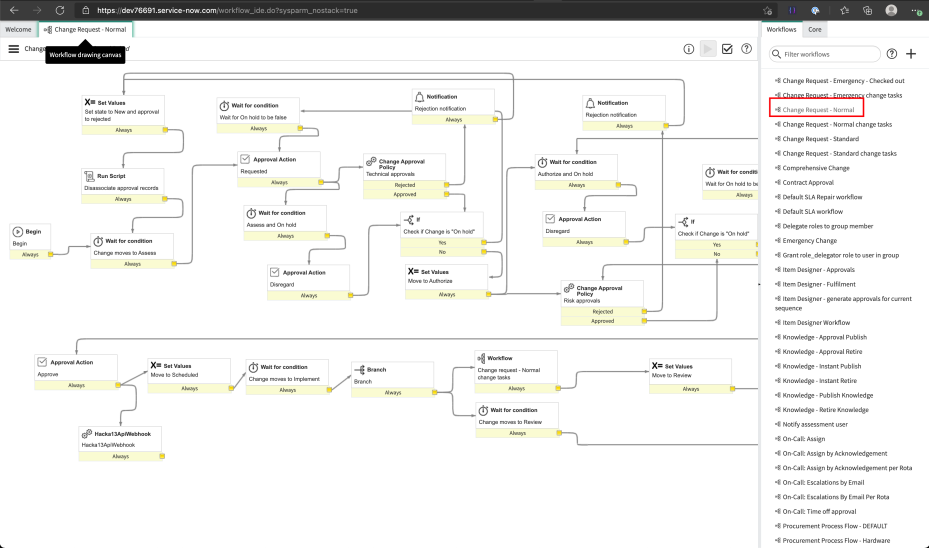 https://dev76691.service-now.com/workflow_ide.do?sysparm_nostack=true
Welcome
Change Request - Normal
Workflows
Core
Workflow drawing canvas
Filter workflows
Set Values
Set state to New and approval
to rejected
Always
Wait for condition
Wait for On hold to be false
Always
Notification
Rejection notification
Always
Notification
Rejection notification
Always
Run Script
Disassociate approval records
Always
Approval Action
Requested
Always
Change Approval
Policy
Technical approvals
Rejected
Approved
Wait for condition
Authorize and On hold
Always
Wait for condition
Wait for On hold to be
Always
Begin
Begin
Always
Wait for condition
Change moves to Assess
Always
Wait for condition
Assess and On hold
Always
If
Check if Change is "On hold"
Yes
No
Approval Action
Disregard
Always
If
Check if Change is "On hold"
Yes
No
Approval Action
Disregard
Always
Set Values
Move to Authorize
Always
Change Approval
Policy
Risk approvals
Rejected
Approved
Approval Action
Approve
Always
Set Values
Move to Scheduled
Always
Wait for condition
Change moves to Implement
Always
Branch
Branch
Always
Workflow
Change request - Normal
change tasks
Always
Set Values
Move to Review
Always
Wait for condition
Change moves to Review
Always
Hacka13ApiWebhook
Hacka13ApiWebhook
Always
Change Request - Emergency - Checked out
Change Request - Emergency change tasks
Change Request - Normal
Change Request - Normal change tasks
Change Request - Standard
Change Request - Standard change tasks
Comprehensive Change
Contract Approval
Default SLA Repair workflow
Default SLA workflow
Delegate roles to group member
Emergency Change
Grant role_delegator role to user in group
Item Designer - Approvals
Item Designer - Fulfilment
Item Designer - generate approvals for current
sequence
Item Designer Workflow
Knowledge - Approval Publish
Knowledge - Approval Retire
Knowledge - Instant Publish
Knowledge - Instant Retire
Knowledge - Publish Knowledge
Knowledge - Retire Knowledge
Notify assessment user
On-Call: Assign
On-Call: Assign by Acknowledgement
On-Call: Assign by Acknowledgement per Rota
On-Call: Escalations by Email
On-Call: Escalations By Email Per Rota
On-Call: Time off approval
Procurement Process Flow - DEFAULT
Procurement Process Flow - Hardware